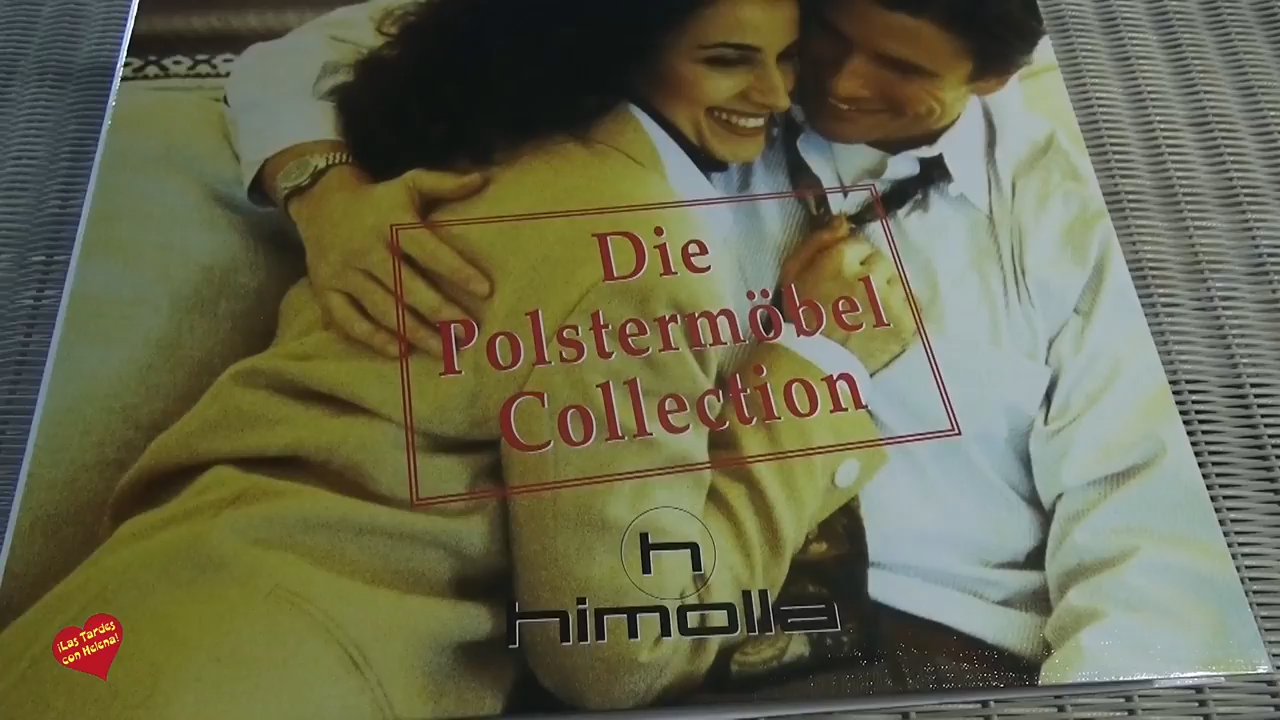 Die
Polstermöbel
Collection
h
himolla
¡Las Tardes
con Helena!